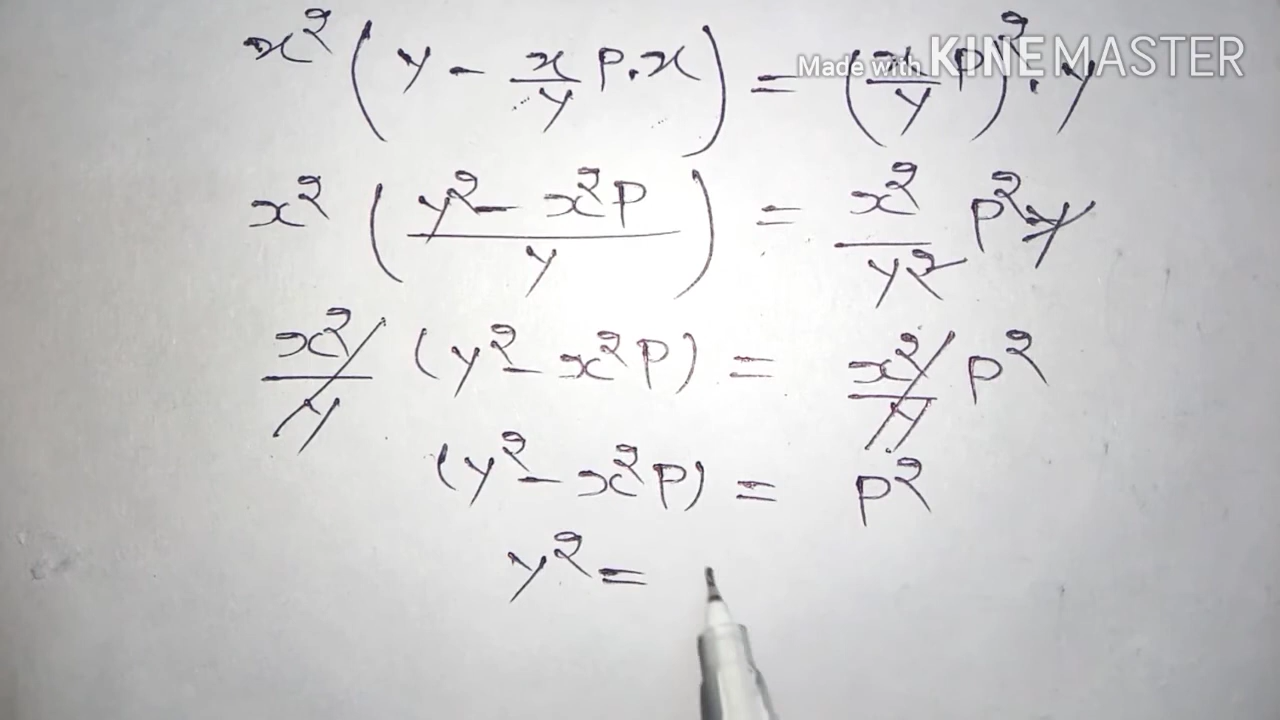 x² ( y - x/y P.x ) = ( x/y P )² . y
Made with KINEMASTER
x² ( (y² - x²P)/y ) = x²/y² P² y
x²/y (y² - x²P) = x²/y P²
(y² - x²P) = P²
y² =